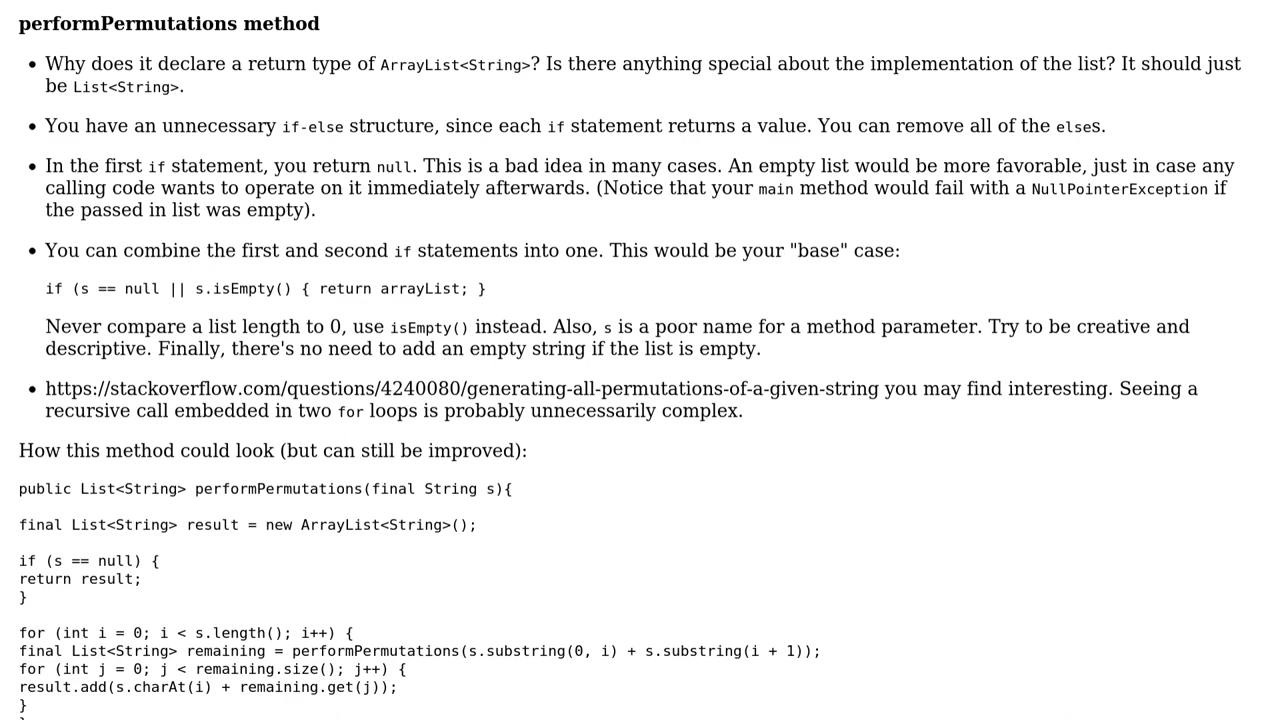 performPermutations method
• Why does it declare a return type of ArrayList<String>? Is there anything special about the implementation of the list? It should just
be List<String>.
• You have an unnecessary if-else structure, since each if statement returns a value. You can remove all of the elses.
• In the first if statement, you return null. This is a bad idea in many cases. An empty list would be more favorable, just in case any
calling code wants to operate on it immediately afterwards. (Notice that your main method would fail with a NullPointerException if
the passed in list was empty).
• You can combine the first and second if statements into one. This would be your "base" case:
if (s == null || s.isEmpty() { return arrayList; }
Never compare a list length to 0, use isEmpty() instead. Also, s is a poor name for a method parameter. Try to be creative and
descriptive. Finally, there's no need to add an empty string if the list is empty.
• https://stackoverflow.com/questions/4240080/generating-all-permutations-of-a-given-string you may find interesting. Seeing a
recursive call embedded in two for loops is probably unnecessarily complex.
How this method could look (but can still be improved):
public List<String> performPermutations(final String s){
final List<String> result = new ArrayList<String>();
if (s == null) {
return result;
}
for (int i = 0; i < s.length(); i++) {
final List<String> remaining = performPermutations(s.substring(0, i) + s.substring(i + 1));
for (int j = 0; j < remaining.size(); j++) {
result.add(s.charAt(i) + remaining.get(j));
}